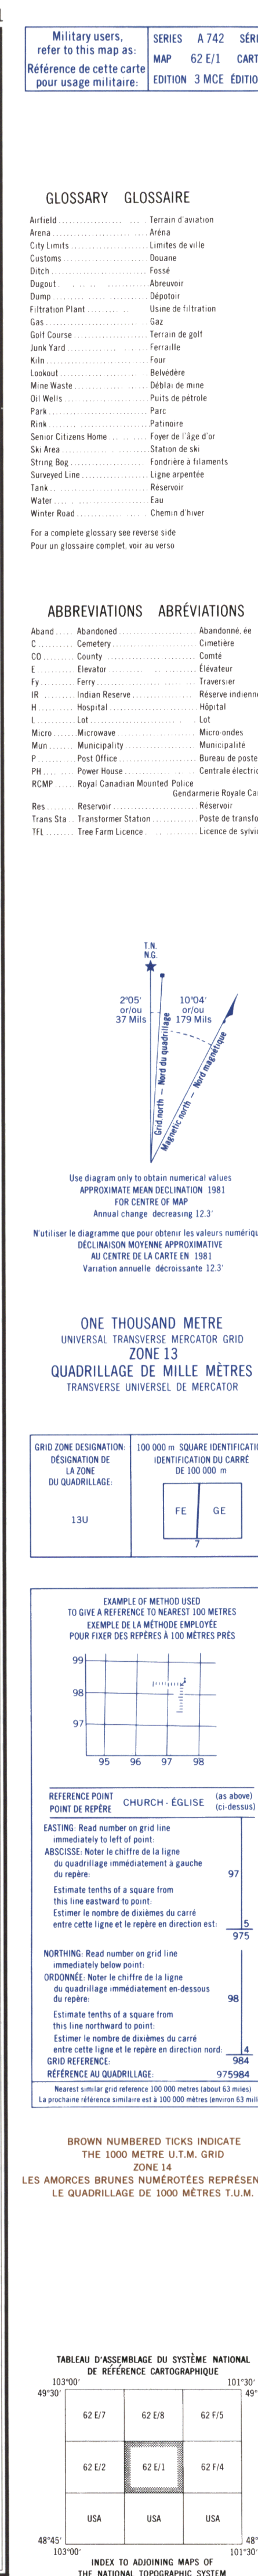 Military users,
refer to this map as:
Référence de cette carte
pour usage militaire:
SERIES A 742 SÉRI
MAP 62 E/1 CART
EDITION 3 MCE ÉDITIO
GLOSSARY GLOSSAIRE
Airfield Terrain d'aviation
Arena Aréna
City Limits Limites de ville
Customs Douane
Ditch Fossé
Dugout Abreuvoir
Dump Dépotoir
Filtration Plant Usine de filtration
Gas Gaz
Golf Course Terrain de golf
Junk Yard Ferraille
Kiln Four
Lookout Belvédère
Mine Waste Déblai de mine
Oil Wells Puits de pétrole
Park Parc
Rink Patinoire
Senior Citizens Home Foyer de l'âge d'or
Ski Area Station de ski
String Bog Fondrière à filaments
Surveyed Line Ligne arpentée
Tank Réservoir
Water Eau
Winter Road Chemin d'hiver
For a complete glossary see reverse side
Pour un glossaire complet, voir au verso
ABBREVIATIONS ABRÉVIATIONS
Aband Abandoned Abandonné, ée
C Cemetery Cimetière
CO County Comté
E Elevator Élévateur
Fy Ferry Traversier
IR Indian Reserve Réserve indienne
H Hospital Hôpital
L Lot Lot
Micro Microwave Micro-ondes
Mun Municipality Municipalité
P Post Office Bureau de poste
PH Power House Centrale électric
RCMP Royal Canadian Mounted Police
Gendarmerie Royale Ca
Res Reservoir Réservoir
Trans Sta Transformer Station Poste de transfo
TFL Tree Farm Licence Licence de sylvi
T.N.
N.G.
2°05' 10°04'
or/ou or/ou
37 Mils 179 Mils
Grid north — Nord du quadrillage
Magnetic north — Nord magnétique
Use diagram only to obtain numerical values
APPROXIMATE MEAN DECLINATION 1981
FOR CENTRE OF MAP
Annual change decreasing 12.3'
N'utiliser le diagramme que pour obtenir les valeurs numériqu
DÉCLINAISON MOYENNE APPROXIMATIVE
AU CENTRE DE LA CARTE EN 1981
Variation annuelle décroissante 12.3'
ONE THOUSAND METRE
UNIVERSAL TRANSVERSE MERCATOR GRID
ZONE 13
QUADRILLAGE DE MILLE MÈTRES
TRANSVERSE UNIVERSEL DE MERCATOR
GRID ZONE DESIGNATION:
DÉSIGNATION DE
LA ZONE
DU QUADRILLAGE:
13U
100 000 m SQUARE IDENTIFICATI
IDENTIFICATION DU CARRÉ
DE 100 000 m
FE GE
7
EXAMPLE OF METHOD USED
TO GIVE A REFERENCE TO NEAREST 100 METRES
EXEMPLE DE LA MÉTHODE EMPLOYÉE
POUR FIXER DES REPÈRES À 100 MÈTRES PRÈS
99
98
97
95 96 97 98
REFERENCE POINT
POINT DE REPÈRE
CHURCH - ÉGLISE
(as above)
(ci-dessus)
EASTING: Read number on grid line
immediately to left of point:
ABSCISSE: Noter le chiffre de la ligne
du quadrillage immédiatement à gauche
du repère: 97
Estimate tenths of a square from
this line eastward to point:
Estimer le nombre de dixièmes du carré
entre cette ligne et le repère en direction est: 5
975
NORTHING: Read number on grid line
immediately below point:
ORDONNÉE: Noter le chiffre de la ligne
du quadrillage immédiatement en-dessous
du repère: 98
Estimate tenths of a square from
this line northward to point:
Estimer le nombre de dixièmes du carré
entre cette ligne et le repère en direction nord: 4
GRID REFERENCE: 984
RÉFÉRENCE AU QUADRILLAGE: 975984
Nearest similar grid reference 100 000 metres (about 63 miles)
La prochaine référence similaire est à 100 000 mètres (environ 63 mill
BROWN NUMBERED TICKS INDICATE
THE 1000 METRE U.T.M. GRID
ZONE 14
LES AMORCES BRUNES NUMÉROTÉES REPRÉSEN
LE QUADRILLAGE DE 1000 MÈTRES T.U.M.
TABLEAU D'ASSEMBLAGE DU SYSTÈME NATIONAL
DE RÉFÉRENCE CARTOGRAPHIQUE
103°00' 101°30'
49°30' 49°
62 E/7 62 E/8 62 F/5
62 E/2 62 E/1 62 F/4
USA USA USA
48°45' 48°
103°00' 101°30'
INDEX TO ADJOINING MAPS OF
THE NATIONAL TOPOGRAPHIC SYSTEM